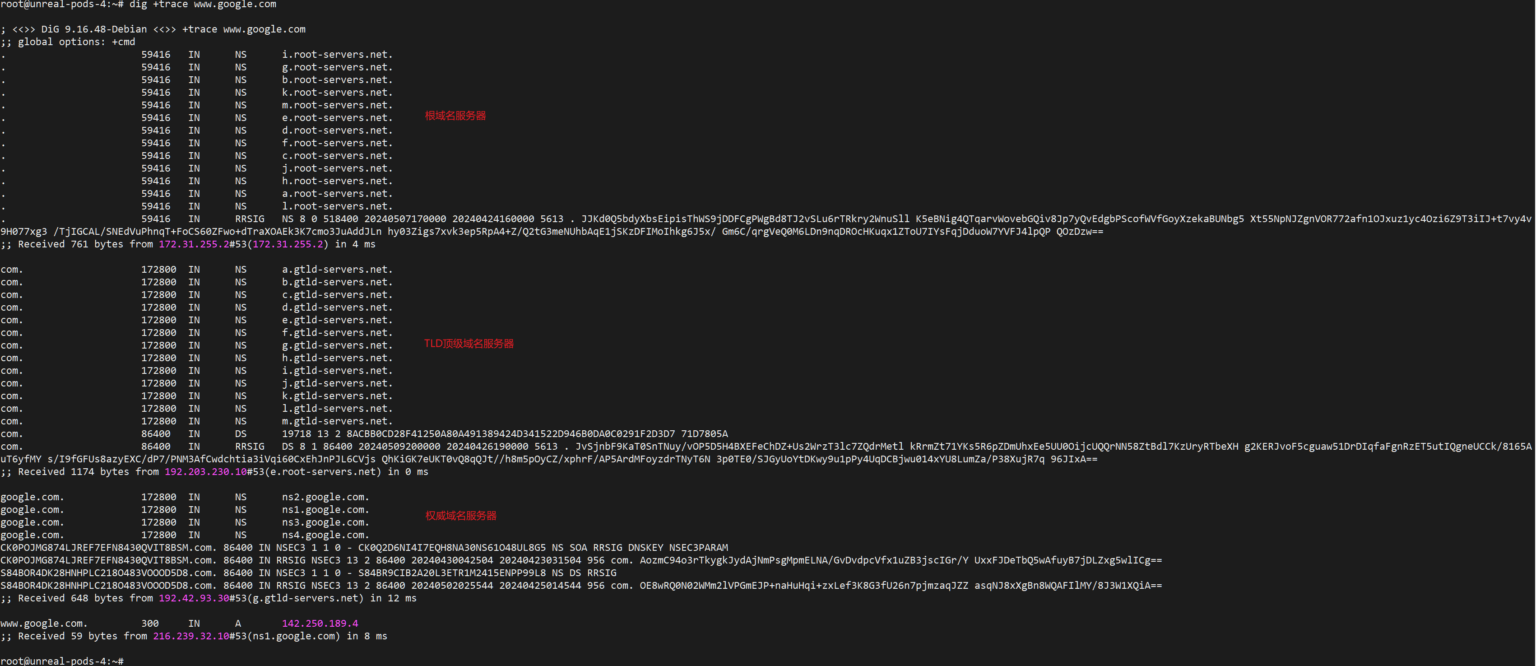 root@unreal-pods-4:~# dig +trace www.google.com
; <<>> DiG 9.16.48-Debian <<>> +trace www.google.com
;; global options: +cmd
. 59416 IN NS i.root-servers.net.
. 59416 IN NS g.root-servers.net.
. 59416 IN NS b.root-servers.net.
. 59416 IN NS k.root-servers.net.
. 59416 IN NS m.root-servers.net.
. 59416 IN NS e.root-servers.net.
根域名服务器
. 59416 IN NS d.root-servers.net.
. 59416 IN NS f.root-servers.net.
. 59416 IN NS c.root-servers.net.
. 59416 IN NS j.root-servers.net.
. 59416 IN NS h.root-servers.net.
. 59416 IN NS a.root-servers.net.
. 59416 IN NS l.root-servers.net.
. 59416 IN RRSIG NS 8 0 518400 20240507170000 20240424160000 5613 . JJKd0Q5bdyXbsEipisThWS9jDDFCgPWgBd8TJ2vSLu6rTRkry2WnuSll K5eBNig4QTqarvWovebGQiv8Jp7yQvEdgbPScofWVfGoyXzekaBUNbg5 Xt55NpNJZgnVOR772afn1OJxuz1yc4Ozi6Z9T3iIJ+t7vy4v
9H077xg3 /TjIGCAL/SNEdVuPhnqT+FoCS60ZFwo+dTraXOAEk3K7cmo3JuAddJLn hy03Zigs7xvk3ep5RpA4+Z/Q2tG3meNUhbAqE1jSKzDFIMoIhkg6J5x/ Gm6C/qrgVeQ0M6LDn9nqDROcHKuqx1ZToU7IYsFqjDduoW7YVFJ4lpQP QOzDzw==
;; Received 761 bytes from 172.31.255.2#53(172.31.255.2) in 4 ms
com. 172800 IN NS a.gtld-servers.net.
com. 172800 IN NS b.gtld-servers.net.
com. 172800 IN NS c.gtld-servers.net.
com. 172800 IN NS d.gtld-servers.net.
com. 172800 IN NS e.gtld-servers.net.
com. 172800 IN NS f.gtld-servers.net.
com. 172800 IN NS g.gtld-servers.net.
TLD顶级域名服务器
com. 172800 IN NS h.gtld-servers.net.
com. 172800 IN NS i.gtld-servers.net.
com. 172800 IN NS j.gtld-servers.net.
com. 172800 IN NS k.gtld-servers.net.
com. 172800 IN NS l.gtld-servers.net.
com. 172800 IN NS m.gtld-servers.net.
com. 86400 IN DS 19718 13 2 8ACBB0CD28F41250A80A491389424D341522D946B0DA0C0291F2D3D7 71D7805A
com. 86400 IN RRSIG DS 8 1 86400 20240509200000 20240426190000 5613 . JvSjnbF9KaT0SnTNuy/vOP5D5H4BXEFeChDZ+Us2WrzT3lc7ZQdrMetl kRrmZt71YKs5R6pZDmUhxEe5UU0OijcUQQrNN58ZtBdl7KzUryRTbeXH g2KERJvoF5cguaw51DrDIqfaFgnRzET5utIQgneUCCk/8165A
uT6yfMY s/I9fGFUs8azyEXC/dP7/PNM3AfCwdchtia3iVqi60CxEhJnPJL6CVjs QhKiGK7eUKT0vQ8qQJt//h8m5pOyCZ/xphrF/AP5ArdMFoyzdrTNyT6N 3p0TE0/SJGyUoYtDKwy9u1pPy4UqDCBjwu014xYU8LumZa/P38XujR7q 96JIxA==
;; Received 1174 bytes from 192.203.230.10#53(e.root-servers.net) in 0 ms
google.com. 172800 IN NS ns2.google.com.
google.com. 172800 IN NS ns1.google.com.
权威域名服务器
google.com. 172800 IN NS ns3.google.com.
google.com. 172800 IN NS ns4.google.com.
CK0POJMG874LJREF7EFN8430QVIT8BSM.com. 86400 IN NSEC3 1 1 0 - CK0Q2D6NI4I7EQH8NA30NS61O48UL8G5 NS SOA RRSIG DNSKEY NSEC3PARAM
CK0POJMG874LJREF7EFN8430QVIT8BSM.com. 86400 IN RRSIG NSEC3 13 2 86400 20240430042504 20240423031504 956 com. AozmC94o3rTkygkJydAjNmPsgMpmELNA/GvDvdpcVfx1uZB3jscIGr/Y UxxFJDeTbQ5wAfuyB7jDLZxg5wlICg==
S84BOR4DK28HNHPLC218O483VOOOD5D8.com. 86400 IN NSEC3 1 1 0 - S84BR9CIB2A20L3ETR1M2415ENPP99L8 NS DS RRSIG
S84BOR4DK28HNHPLC218O483VOOOD5D8.com. 86400 IN RRSIG NSEC3 13 2 86400 20240502025544 20240425014544 956 com. OE8wRQ0N02WMm2lVPGmEJP+naHuHqi+zxLef3K8G3fU26n7pjmzaqJZZ asqNJ8xXgBn8WQAFIlMY/8J3W1XQiA==
;; Received 648 bytes from 192.42.93.30#53(g.gtld-servers.net) in 12 ms
www.google.com. 300 IN A 142.250.189.4
;; Received 59 bytes from 216.239.32.10#53(ns1.google.com) in 8 ms
root@unreal-pods-4:~#